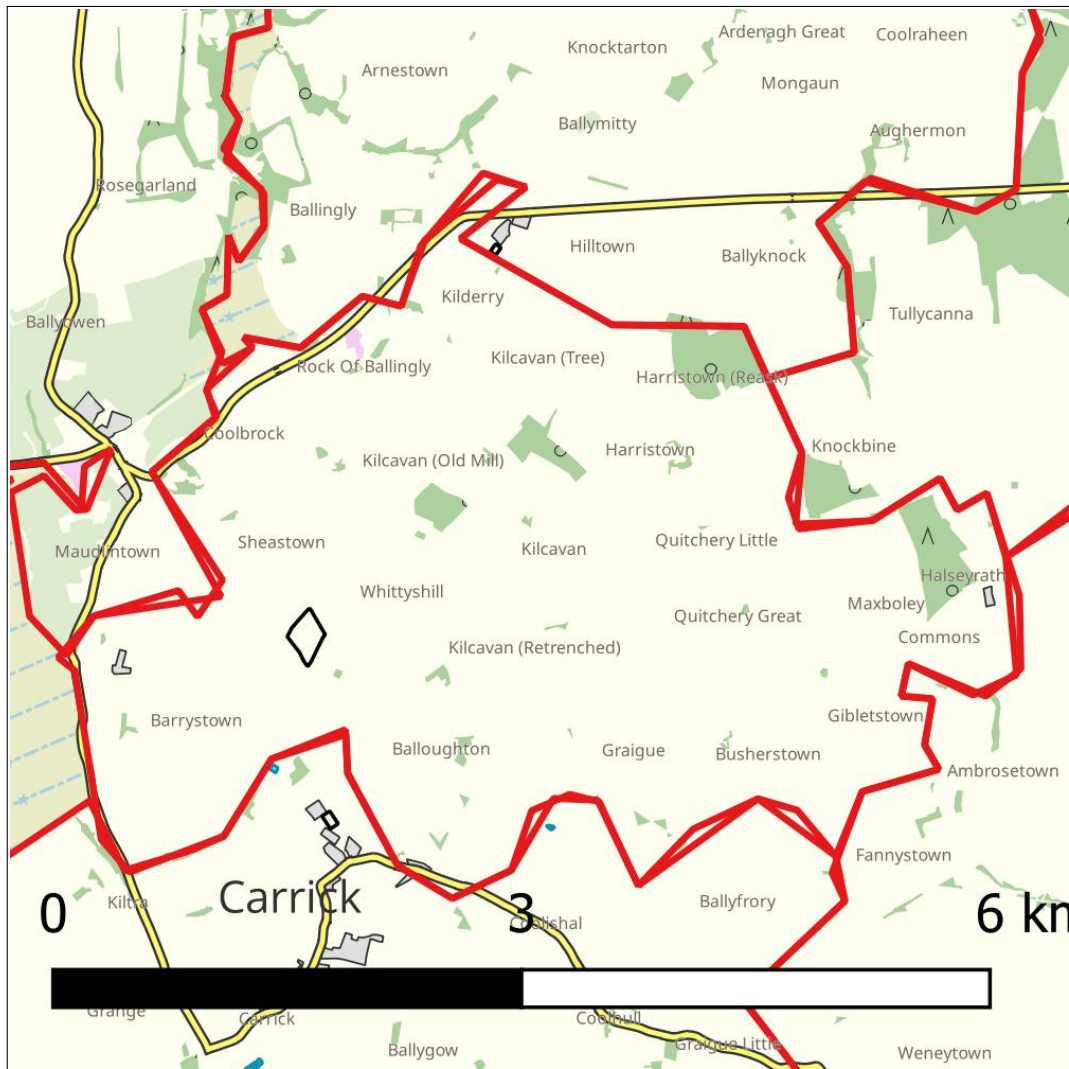 Ardenagh Great
Coolraheen
Knocktarton
Arnestown
Mongaun
Ballymitty
Aughermon
Rosegarland
Ballingly
Hilltown
Ballyknock
Kilderry
Tullycanna
Ballyowen
Kilcavan (Tree)
Rock Of Ballingly
Harristown (Reask)
Coolbrock
Knockbine
Harristown
Kilcavan (Old Mill)
Quitchery Little
Sheastown
Kilcavan
Maudlintown
Halseyrath
Whittyshill
Maxboley
Quitchery Great
Commons
Kilcavan (Retrenched)
Gibletstown
Barrystown
Balloughton
Graigue
Busherstown
Ambrosetown
Fannystown
Carrick
Kiltra
Ballyfrory
0
3
6 km
Coolishal
Grange
Carrick
Coolhull
Graigue Little
Ballygow
Weneytown